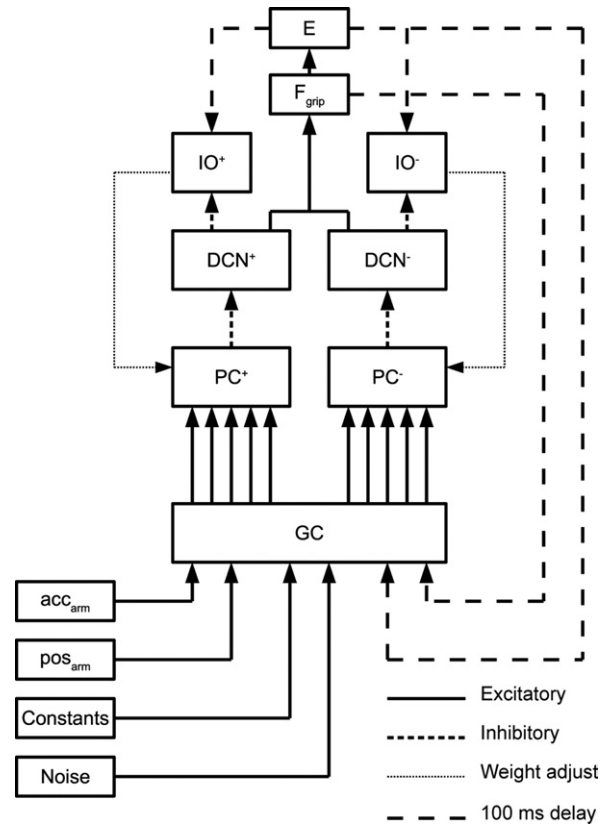 E
F_grip
IO⁺
IO⁻
DCN⁺
DCN⁻
PC⁺
PC⁻
GC
acc_arm
pos_arm
Constants
Noise
Excitatory
Inhibitory
Weight adjust
100 ms delay